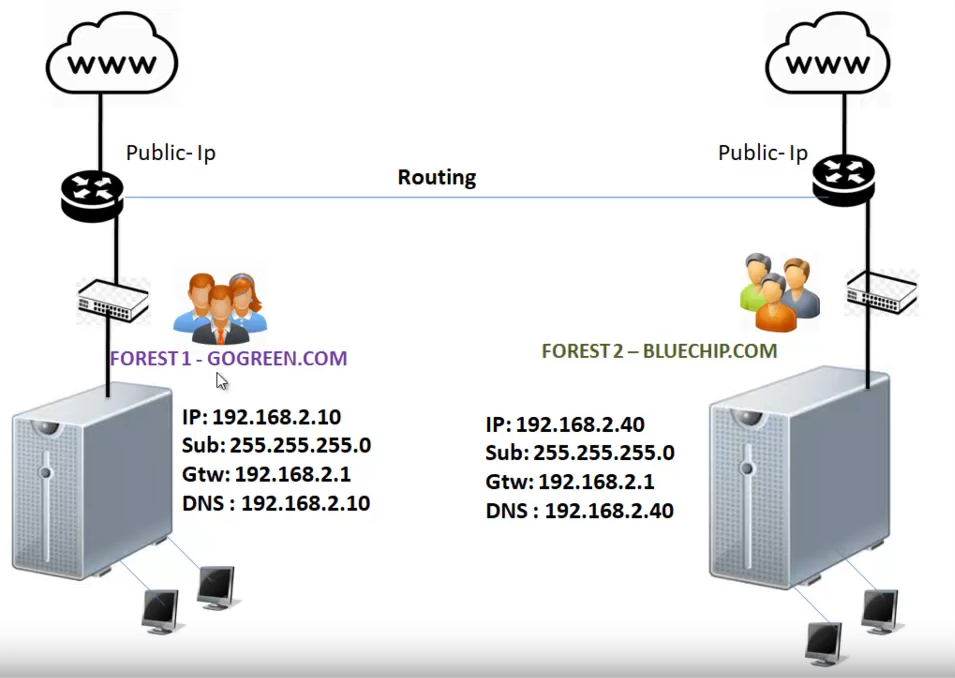 WWW
WWW
Public- Ip
Public- Ip
Routing
FOREST 1 - GOGREEN.COM
FOREST 2 – BLUECHIP.COM
IP: 192.168.2.10
Sub: 255.255.255.0
Gtw: 192.168.2.1
DNS : 192.168.2.10
IP: 192.168.2.40
Sub: 255.255.255.0
Gtw: 192.168.2.1
DNS : 192.168.2.40